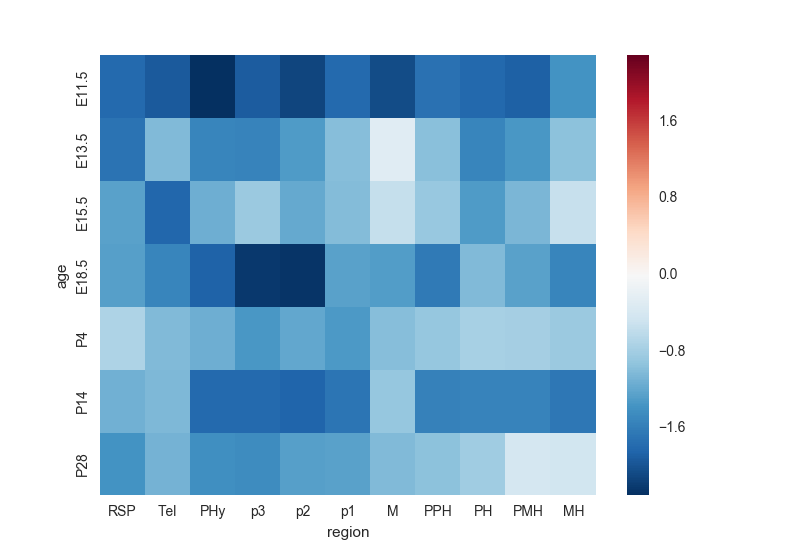 E11.5
E13.5
E15.5
E18.5
P4
P14
P28
age
RSP Tel PHy p3 p2 p1 M PPH PH PMH MH
region
1.6
0.8
0.0
−0.8
−1.6